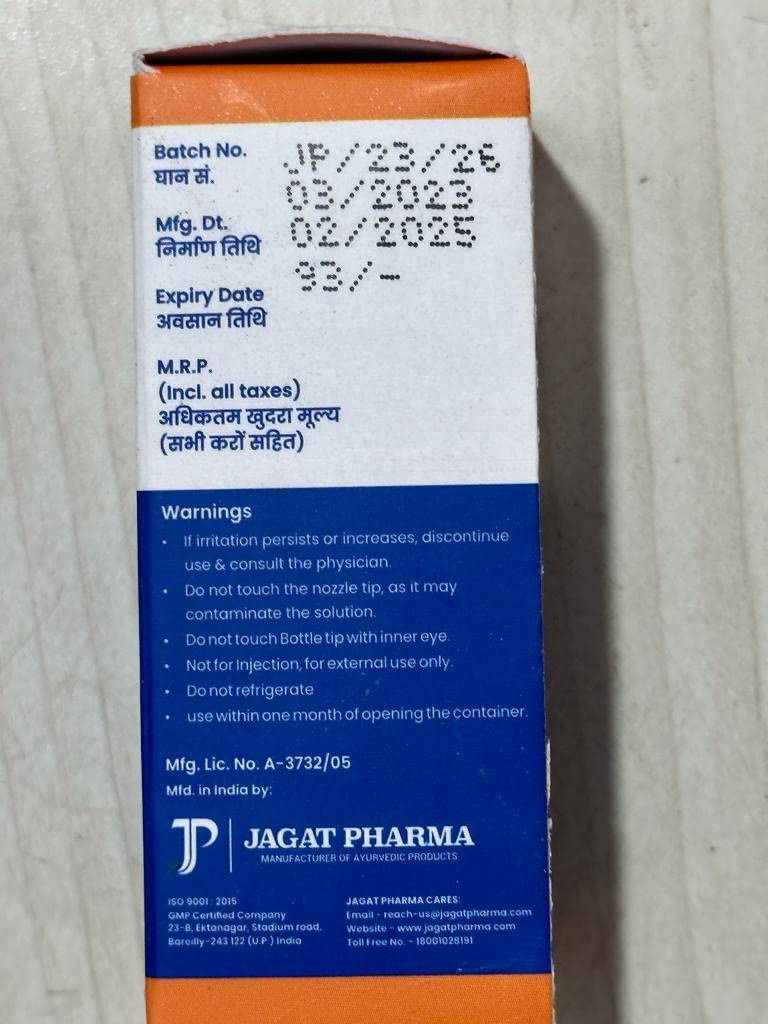 Batch No.
घान सं.
JP/23/26
03/2023
Mfg. Dt.
निर्माण तिथि
02/2025
93/-
Expiry Date
अवसान तिथि
M.R.P.
(Incl. all taxes)
अधिकतम खुदरा मूल्य
(सभी करों सहित)
Warnings
• If irritation persists or increases, discontinue
use & consult the physician.
• Do not touch the nozzle tip, as it may
contaminate the solution.
• Do not touch Bottle tip with inner eye.
• Not for Injection, for external use only.
• Do not refrigerate
• use within one month of opening the container.
Mfg. Lic. No. A-3732/05
Mfd. in India by:
JP
JAGAT PHARMA
MANUFACTURER OF AYURVEDIC PRODUCTS
ISO 9001 : 2015
GMP Certified Company
23-B, Ektanagar, Stadium road,
Bareilly-243 122 (U.P.) India
JAGAT PHARMA CARES:
Email - reach-us@jagatpharma.com
Website - www.jagatpharma.com
Toll Free No. - 18001028191